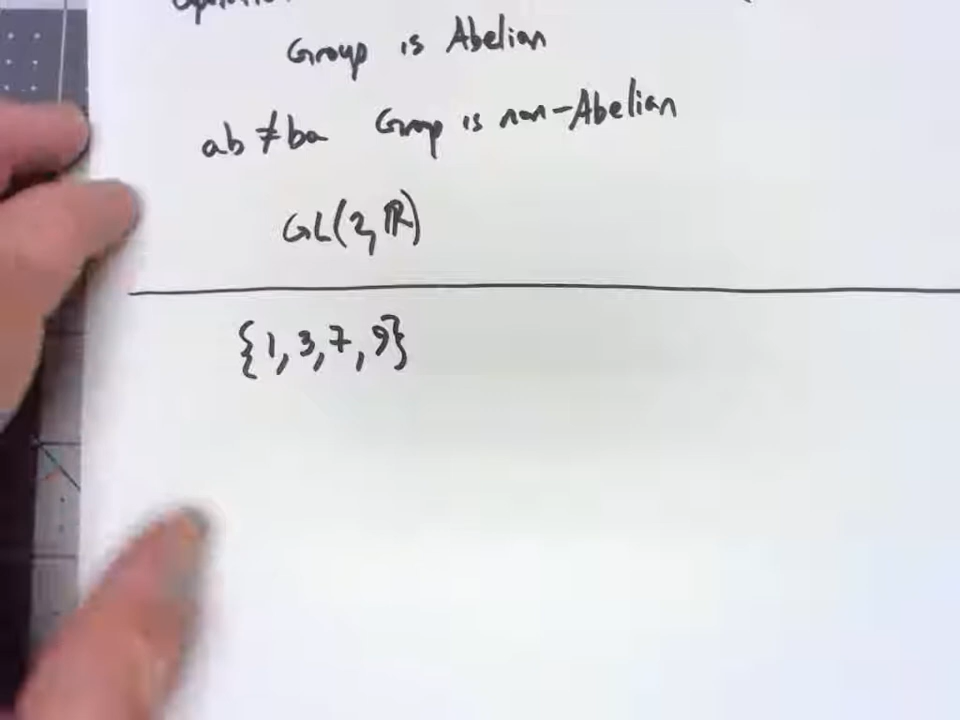 Group is Abelian
ab ≠ ba Group is non-Abelian
GL(2, ℝ)
{1, 3, 7, 9}